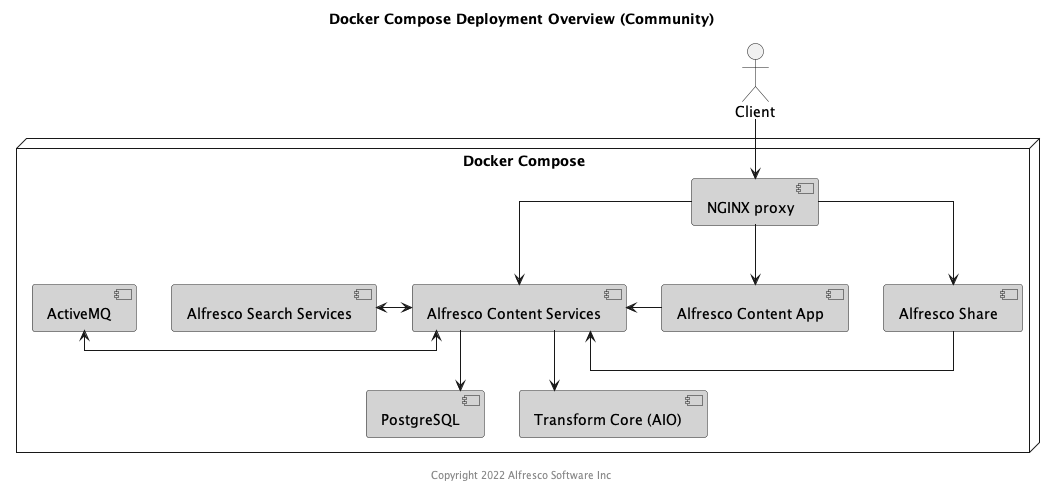 Docker Compose Deployment Overview (Community)
Client
Docker Compose
NGINX proxy
ActiveMQ
Alfresco Search Services
Alfresco Content Services
Alfresco Content App
Alfresco Share
PostgreSQL
Transform Core (AIO)
Copyright 2022 Alfresco Software Inc